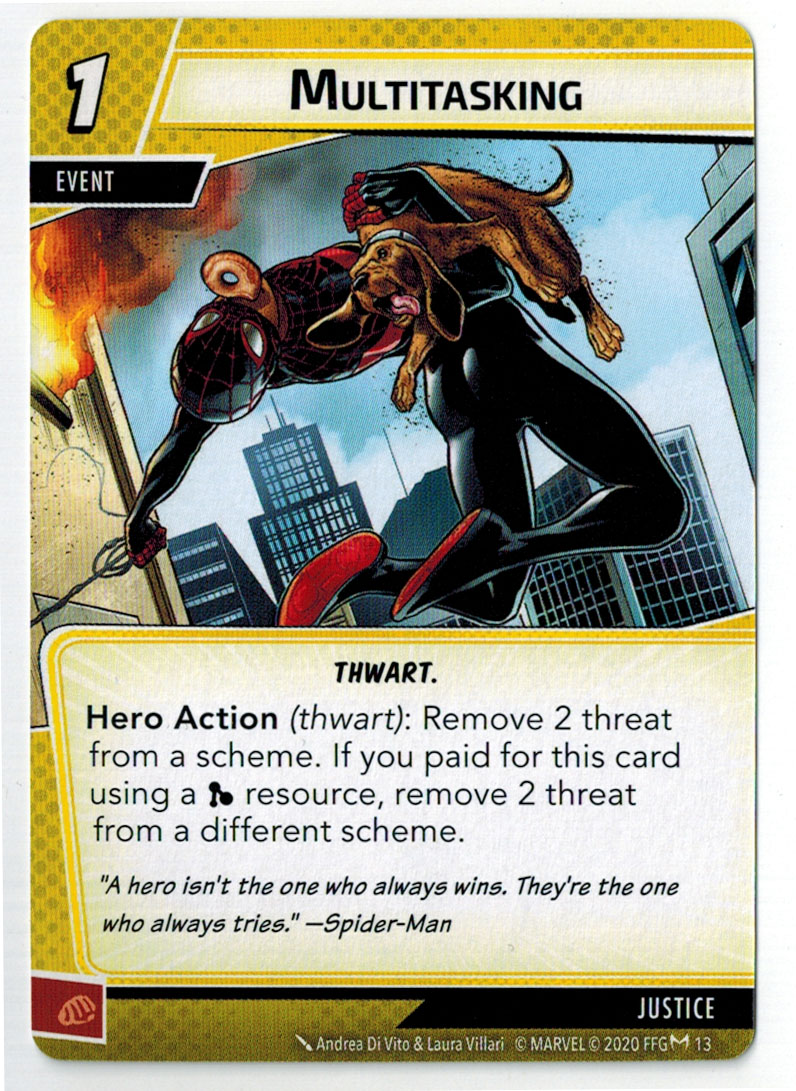 1
MULTITASKING
EVENT
THWART.
Hero Action (thwart): Remove 2 threat
from a scheme. If you paid for this card
using a resource, remove 2 threat
from a different scheme.
"A hero isn't the one who always wins. They're the one
who always tries." —Spider-Man
JUSTICE
Andrea Di Vito & Laura Villari © MARVEL © 2020 FFG 13